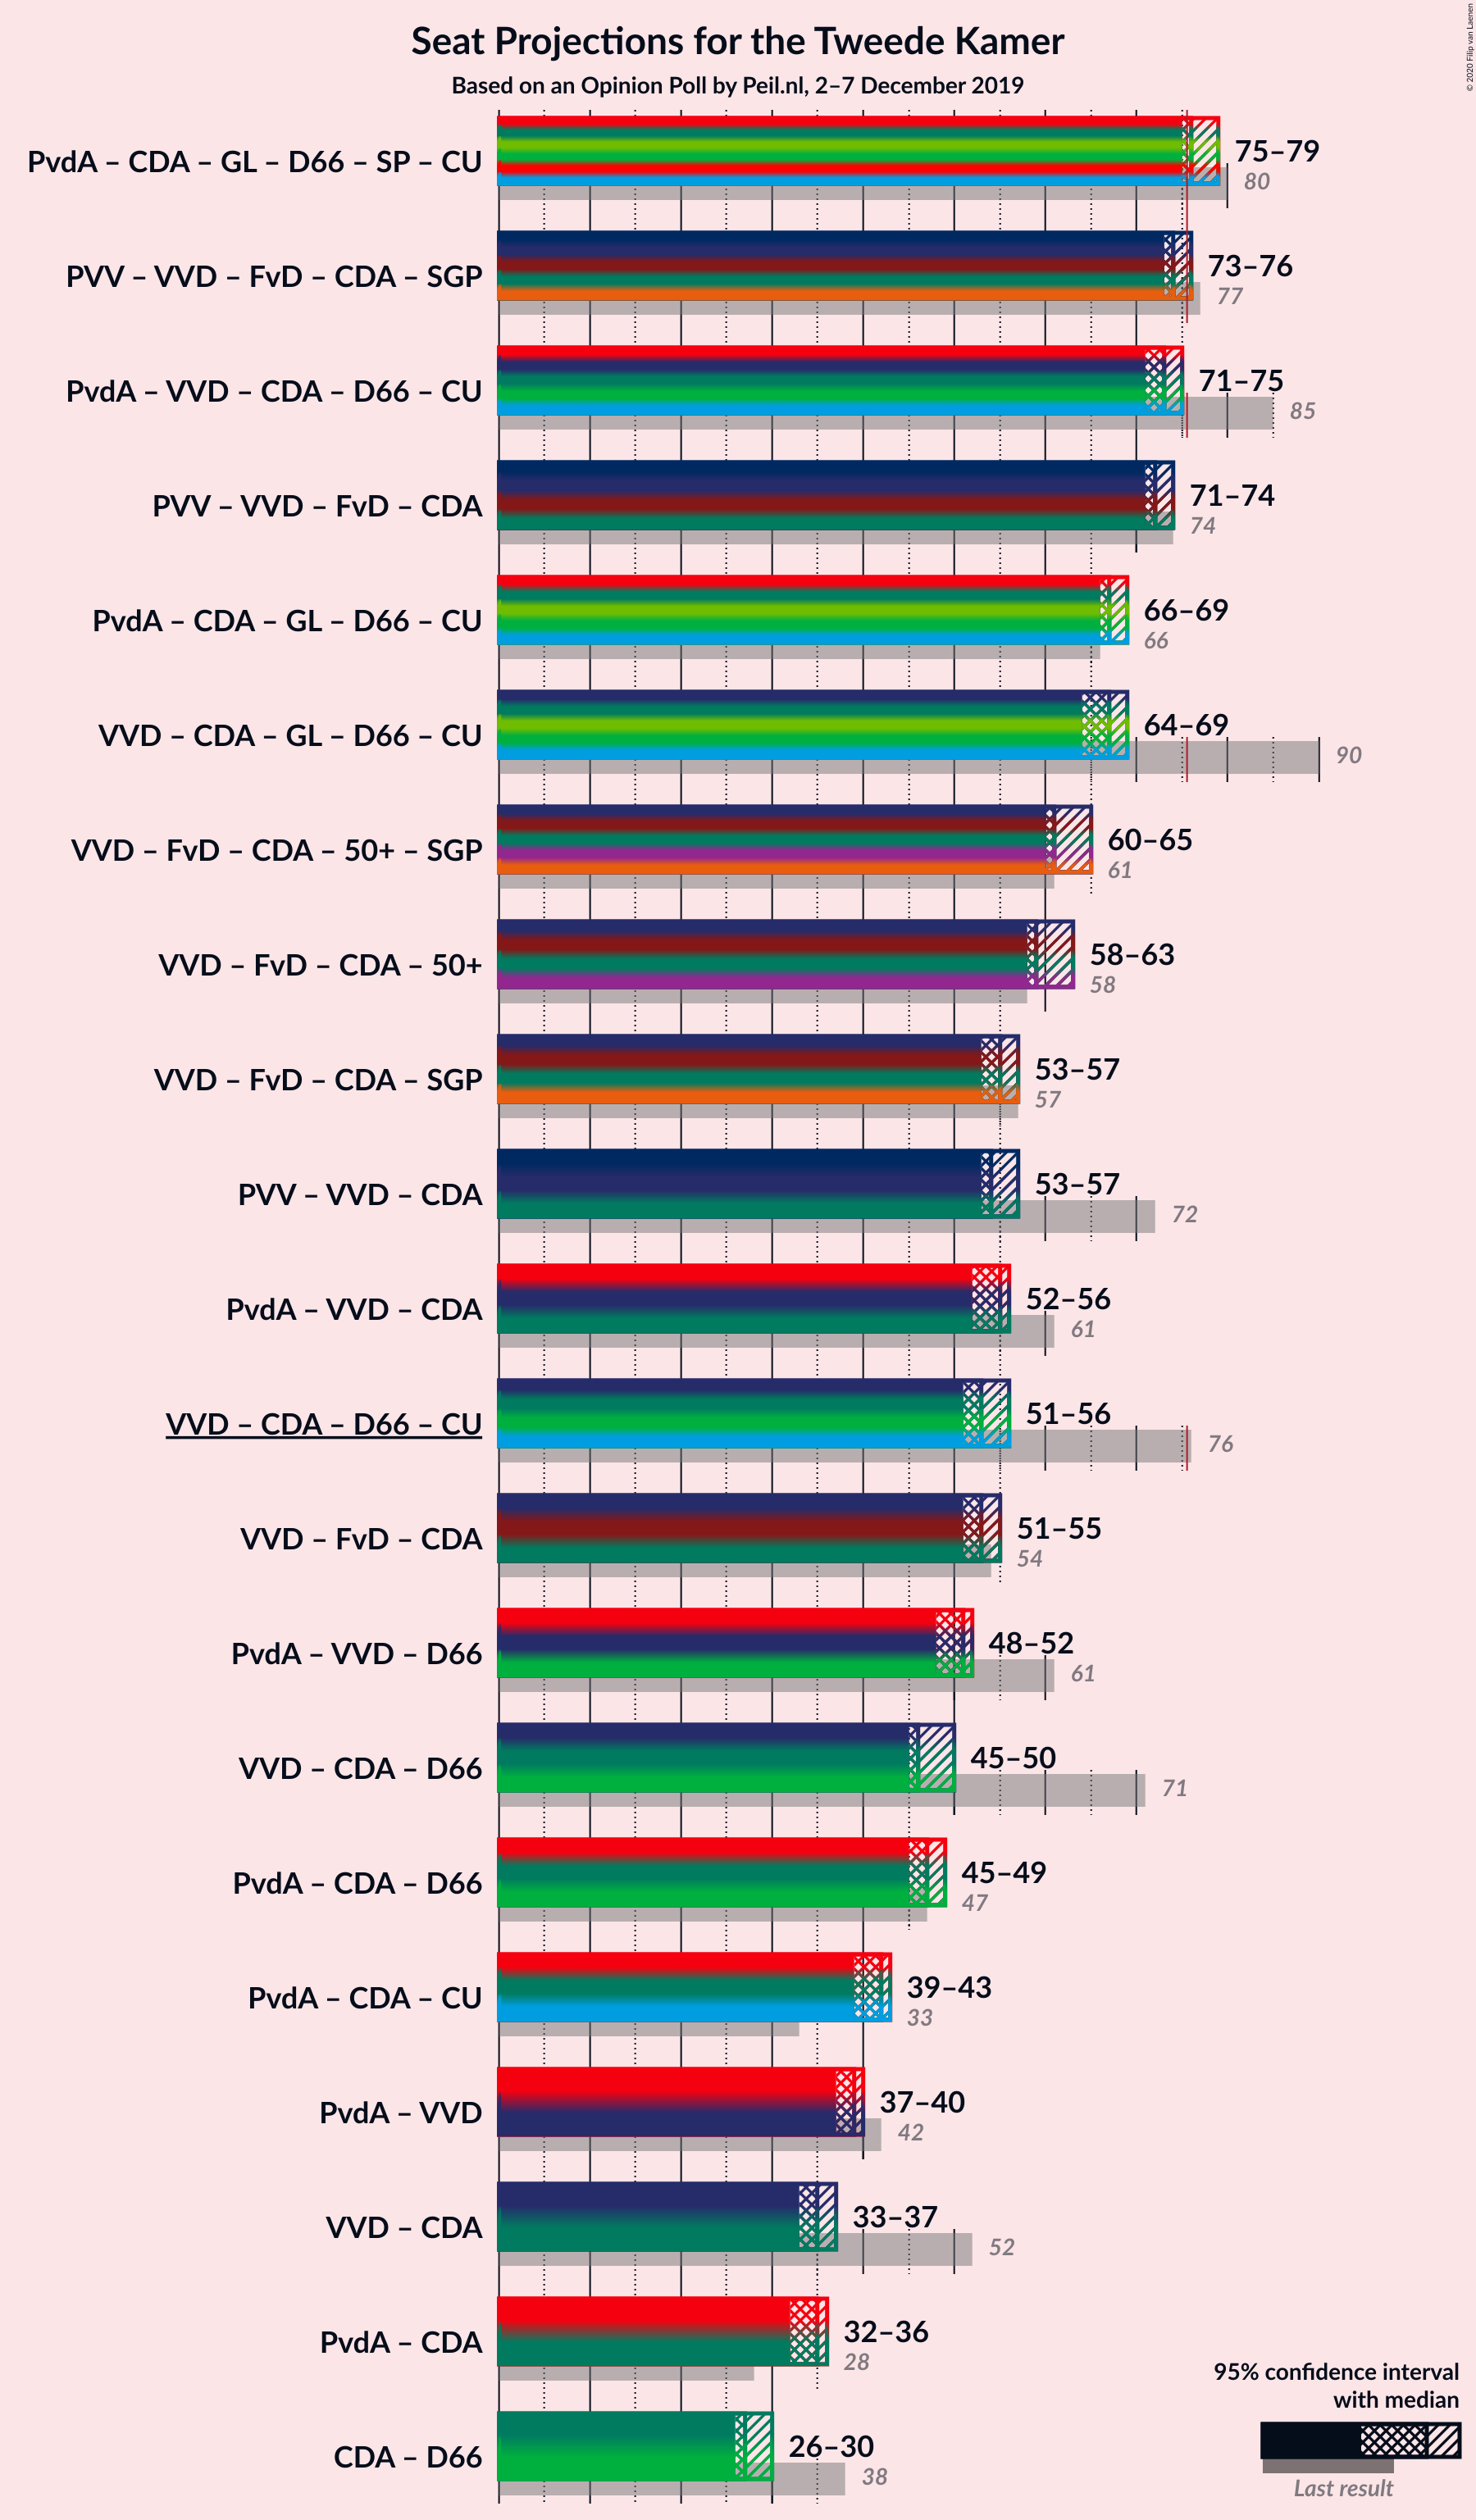 Seat Projections for the Tweede Kamer
Based on an Opinion Poll by Peil.nl, 2–7 December 2019
© 2020 Filip van Laenen
PvdA – CDA – GL – D66 – SP – CU
75–79
80
PVV – VVD – FvD – CDA – SGP
73–76
77
PvdA – VVD – CDA – D66 – CU
71–75
85
PVV – VVD – FvD – CDA
71–74
74
PvdA – CDA – GL – D66 – CU
66–69
66
VVD – CDA – GL – D66 – CU
64–69
90
VVD – FvD – CDA – 50+ – SGP
60–65
61
VVD – FvD – CDA – 50+
58–63
58
VVD – FvD – CDA – SGP
53–57
57
PVV – VVD – CDA
53–57
72
PvdA – VVD – CDA
52–56
61
VVD – CDA – D66 – CU
51–56
76
VVD – FvD – CDA
51–55
54
PvdA – VVD – D66
48–52
61
VVD – CDA – D66
45–50
71
PvdA – CDA – D66
45–49
47
PvdA – CDA – CU
39–43
33
PvdA – VVD
37–40
42
VVD – CDA
33–37
52
PvdA – CDA
32–36
28
CDA – D66
26–30
38
95% confidence interval
with median
Last result